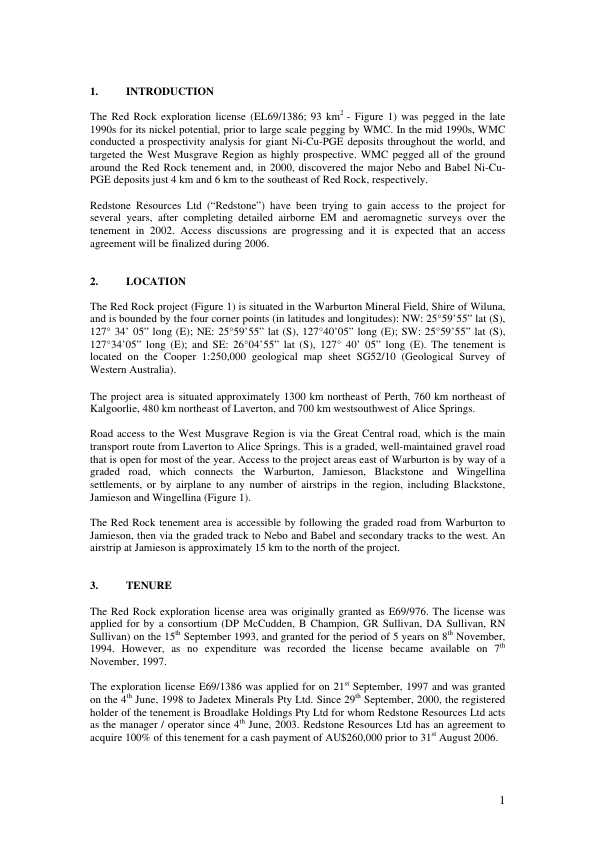 1. INTRODUCTION
The Red Rock exploration license (EL69/1386; 93 km² - Figure 1) was pegged in the late
1990s for its nickel potential, prior to large scale pegging by WMC. In the mid 1990s, WMC
conducted a prospectivity analysis for giant Ni-Cu-PGE deposits throughout the world, and
targeted the West Musgrave Region as highly prospective. WMC pegged all of the ground
around the Red Rock tenement and, in 2000, discovered the major Nebo and Babel Ni-Cu-
PGE deposits just 4 km and 6 km to the southeast of Red Rock, respectively.
Redstone Resources Ltd (“Redstone”) have been trying to gain access to the project for
several years, after completing detailed airborne EM and aeromagnetic surveys over the
tenement in 2002. Access discussions are progressing and it is expected that an access
agreement will be finalized during 2006.
2. LOCATION
The Red Rock project (Figure 1) is situated in the Warburton Mineral Field, Shire of Wiluna,
and is bounded by the four corner points (in latitudes and longitudes): NW: 25°59’55” lat (S),
127° 34’ 05” long (E); NE: 25°59’55” lat (S), 127°40’05” long (E); SW: 25°59’55” lat (S),
127°34’05” long (E); and SE: 26°04’55” lat (S), 127° 40’ 05” long (E). The tenement is
located on the Cooper 1:250,000 geological map sheet SG52/10 (Geological Survey of
Western Australia).
The project area is situated approximately 1300 km northeast of Perth, 760 km northeast of
Kalgoorlie, 480 km northeast of Laverton, and 700 km westsouthwest of Alice Springs.
Road access to the West Musgrave Region is via the Great Central road, which is the main
transport route from Laverton to Alice Springs. This is a graded, well-maintained gravel road
that is open for most of the year. Access to the project areas east of Warburton is by way of a
graded road, which connects the Warburton, Jamieson, Blackstone and Wingellina
settlements, or by airplane to any number of airstrips in the region, including Blackstone,
Jamieson and Wingellina (Figure 1).
The Red Rock tenement area is accessible by following the graded road from Warburton to
Jamieson, then via the graded track to Nebo and Babel and secondary tracks to the west. An
airstrip at Jamieson is approximately 15 km to the north of the project.
3. TENURE
The Red Rock exploration license area was originally granted as E69/976. The license was
applied for by a consortium (DP McCudden, B Champion, GR Sullivan, DA Sullivan, RN
Sullivan) on the 15th September 1993, and granted for the period of 5 years on 8th November,
1994. However, as no expenditure was recorded the license became available on 7th
November, 1997.
The exploration license E69/1386 was applied for on 21st September, 1997 and was granted
on the 4th June, 1998 to Jadetex Minerals Pty Ltd. Since 29th September, 2000, the registered
holder of the tenement is Broadlake Holdings Pty Ltd for whom Redstone Resources Ltd acts
as the manager / operator since 4th June, 2003. Redstone Resources Ltd has an agreement to
acquire 100% of this tenement for a cash payment of AU$260,000 prior to 31st August 2006.
1